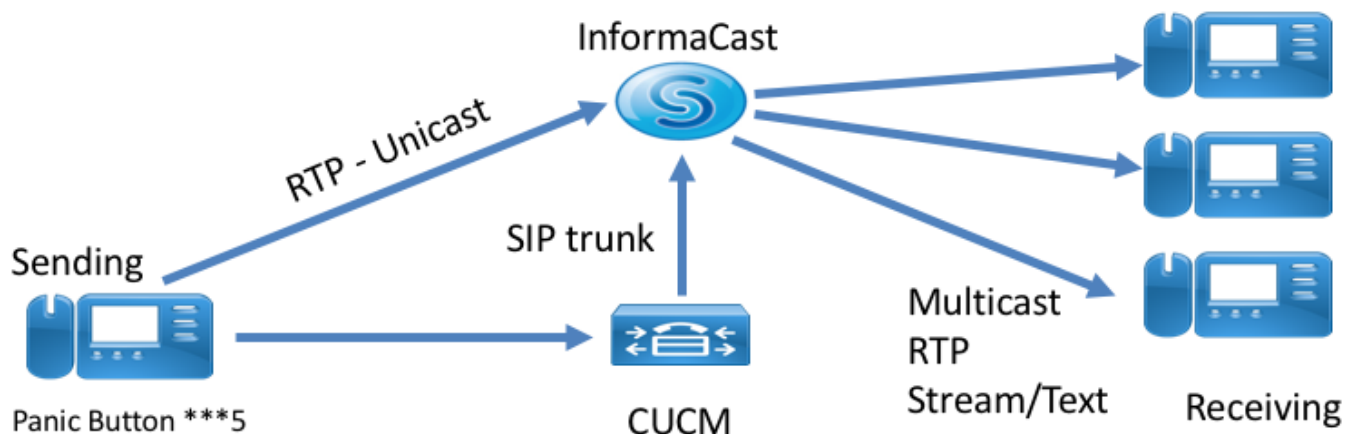 InformaCast
RTP - Unicast
SIP trunk
Sending
Multicast
RTP
Stream/Text
Panic Button ***5
CUCM
Receiving